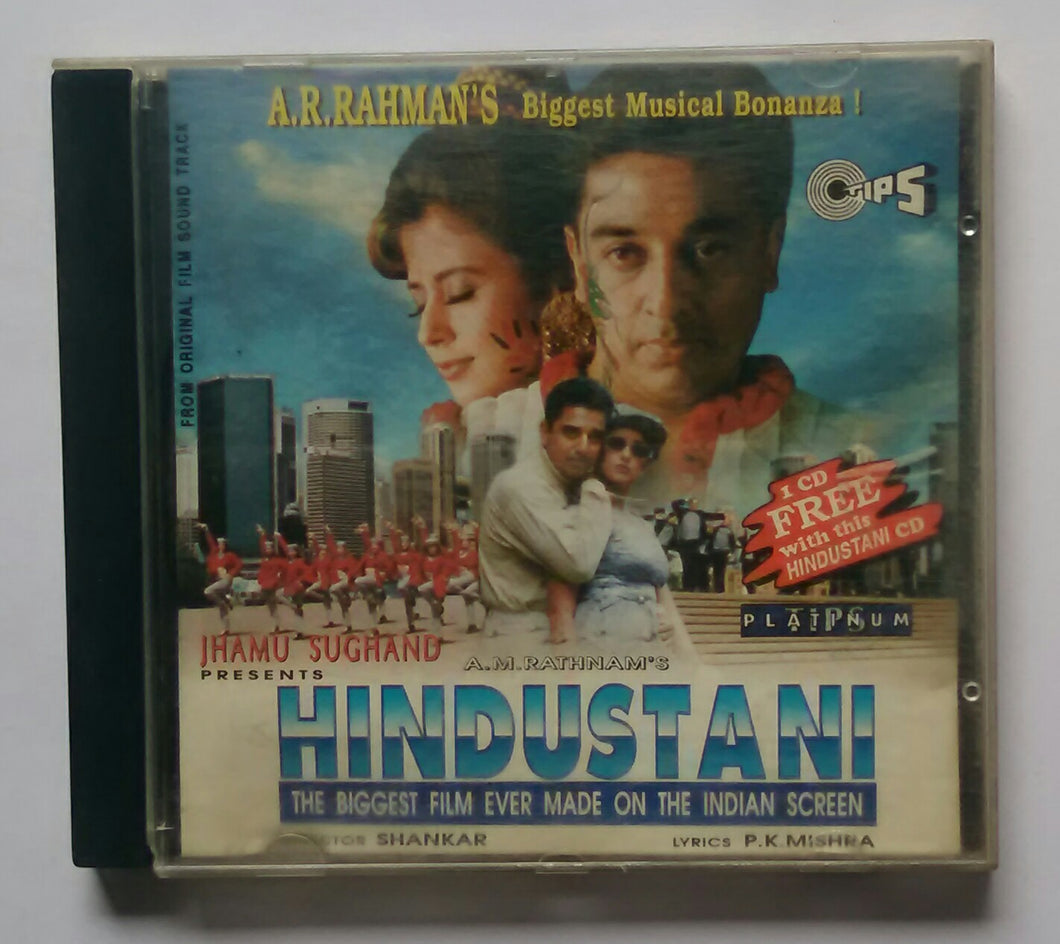 A.R.RAHMAN'S Biggest Musical Bonanza !
TIPS
FROM ORIGINAL FILM SOUND TRACK
1 CD
FREE
with this
HINDUSTANI CD
PLATINUM
TIPS
JHAMU SUGHAND
PRESENTS
A.M.RATHNAM'S
HINDUSTANI
THE BIGGEST FILM EVER MADE ON THE INDIAN SCREEN
SHANKAR
LYRICS P.K.MISHRA